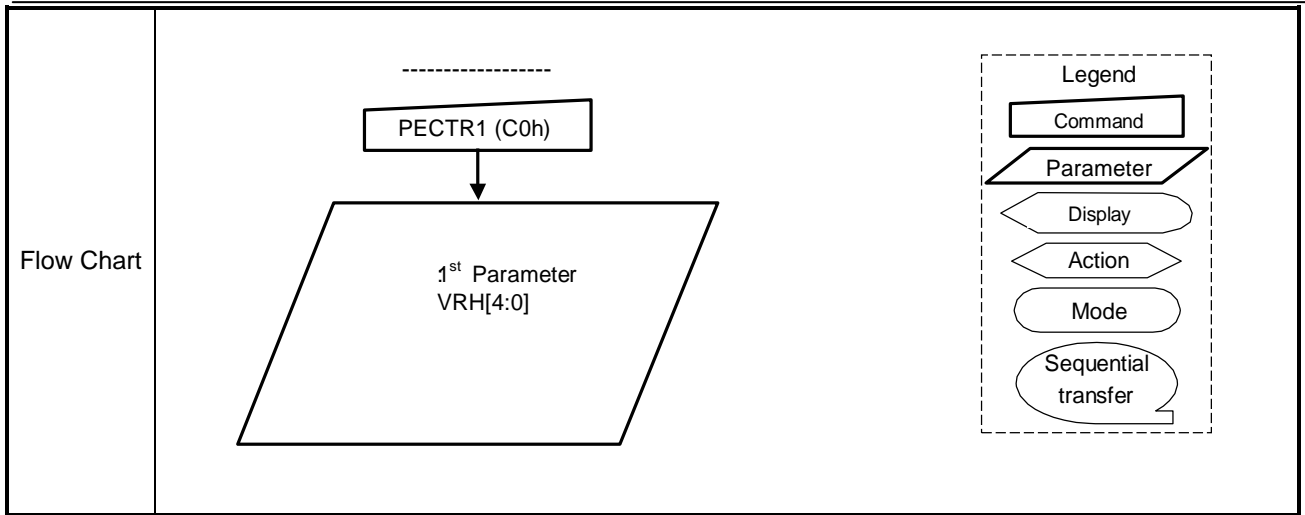 Flow Chart
------------------
PECTR1 (C0h)
1st Parameter
VRH[4:0]
Legend
Command
Parameter
Display
Action
Mode
Sequential
transfer